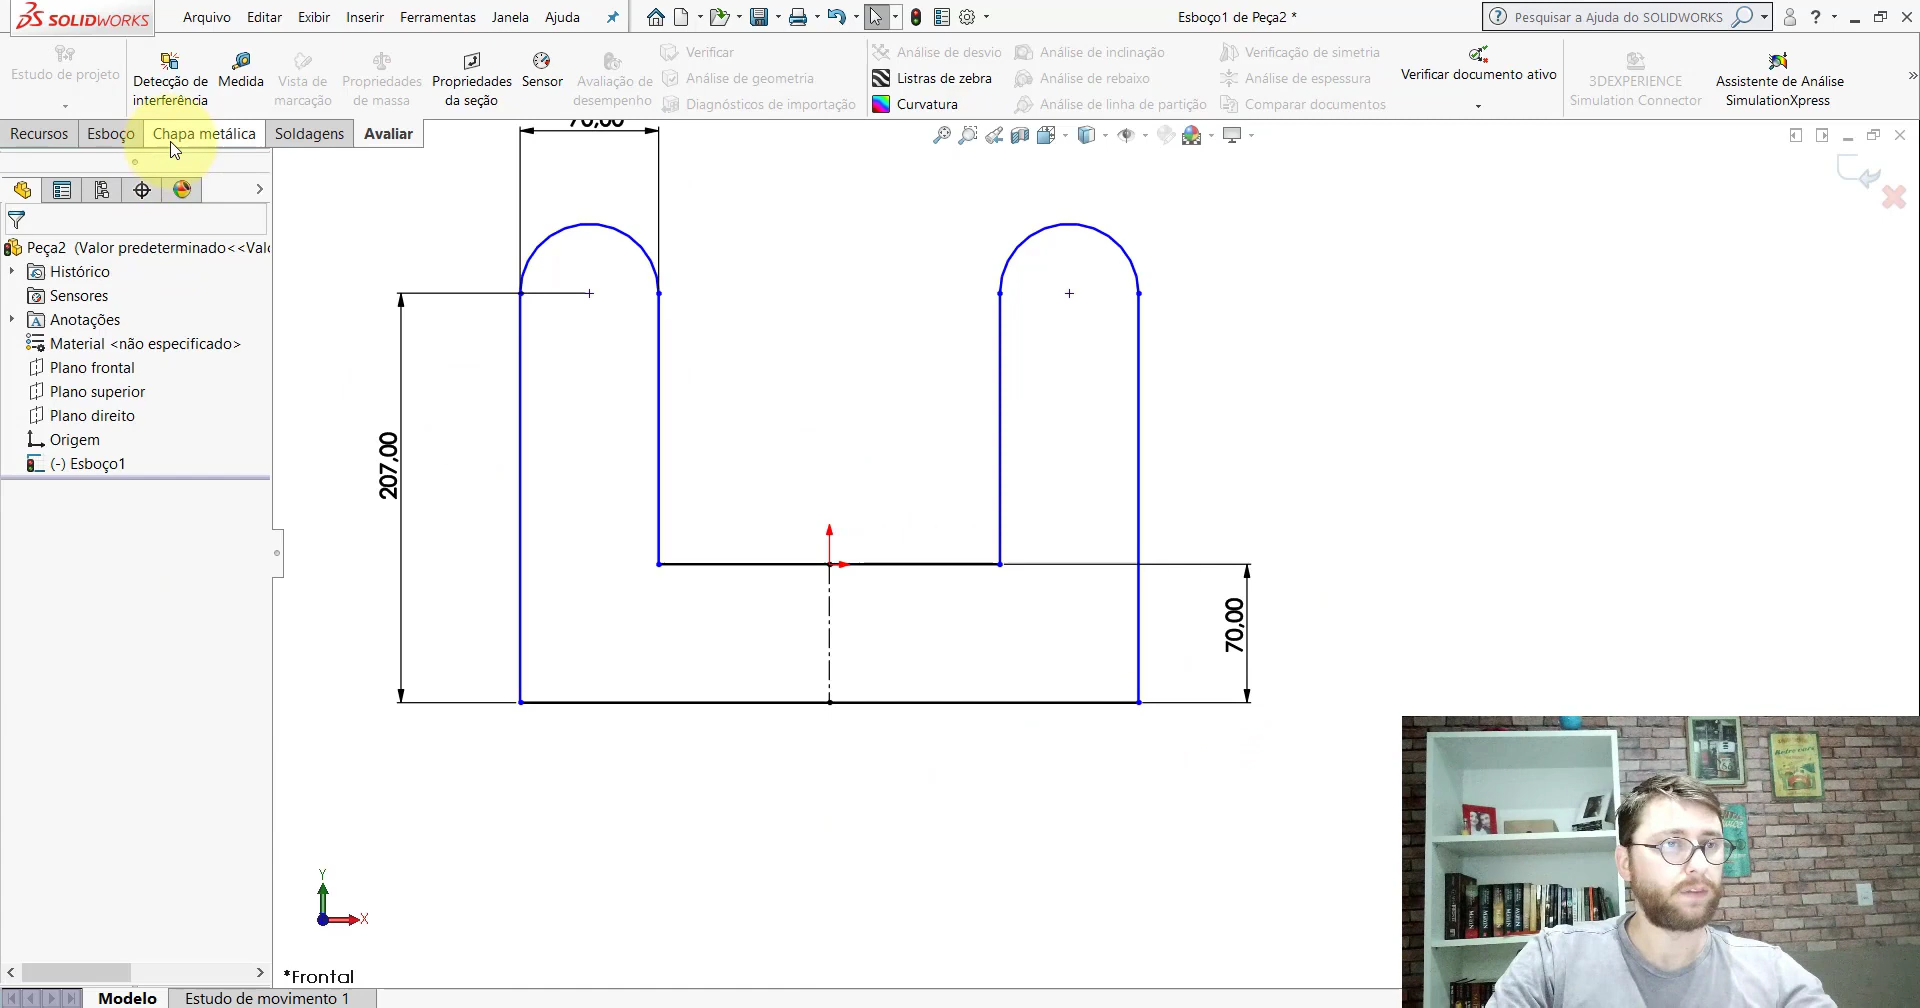 SOLIDWORKS
Arquivo Editar Exibir Inserir Ferramentas Janela Ajuda
Esboço1 de Peça2 *
Pesquisar a Ajuda do SOLIDWORKS
Estudo de projeto
Detecção de interferência
Medida
Vista de marcação
Propriedades de massa
Propriedades da seção
Sensor
Avaliação de desempenho
Verificar
Análise de geometria
Diagnósticos de importação
Análise de desvio
Listras de zebra
Curvatura
Análise de inclinação
Análise de rebaixo
Análise de linha de partição
Verificação de simetria
Análise de espessura
Comparar documentos
Verificar documento ativo
3DEXPERIENCE
Simulation Connector
Assistente de Análise
SimulationXpress
Recursos Esboço Chapa metálica Soldagens Avaliar
Peça2 (Valor predeterminado<<Val
Histórico
Sensores
Anotações
Material <não especificado>
Plano frontal
Plano superior
Plano direito
Origem
(-) Esboço1
70,00
207,00
70,00
Y
X
*Frontal
Modelo Estudo de movimento 1